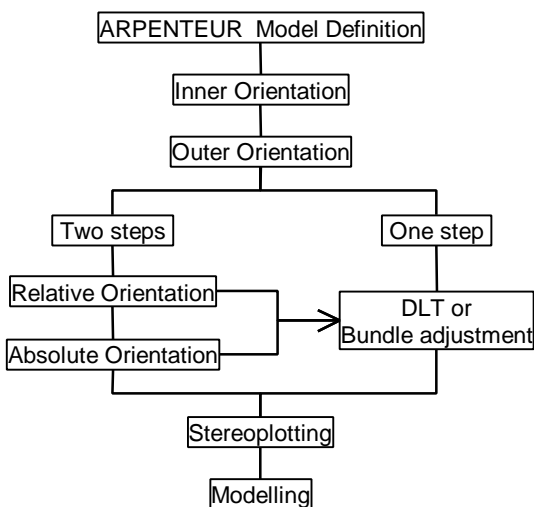 ARPENTEUR Model Definition
Inner Orientation
Outer Orientation
Two steps
One step
Relative Orientation
DLT or
Bundle adjustment
Absolute Orientation
Stereoplotting
Modelling